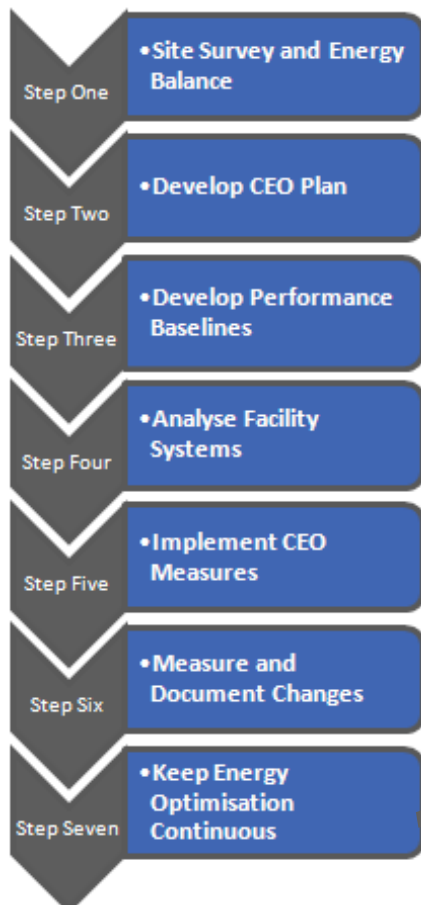 Step One
•Site Survey and Energy
Balance
Step Two
•Develop CEO Plan
Step Three
•Develop Performance
Baselines
Step Four
•Analyse Facility
Systems
Step Five
•Implement CEO
Measures
Step Six
•Measure and
Document Changes
Step Seven
•Keep Energy
Optimisation
Continuous